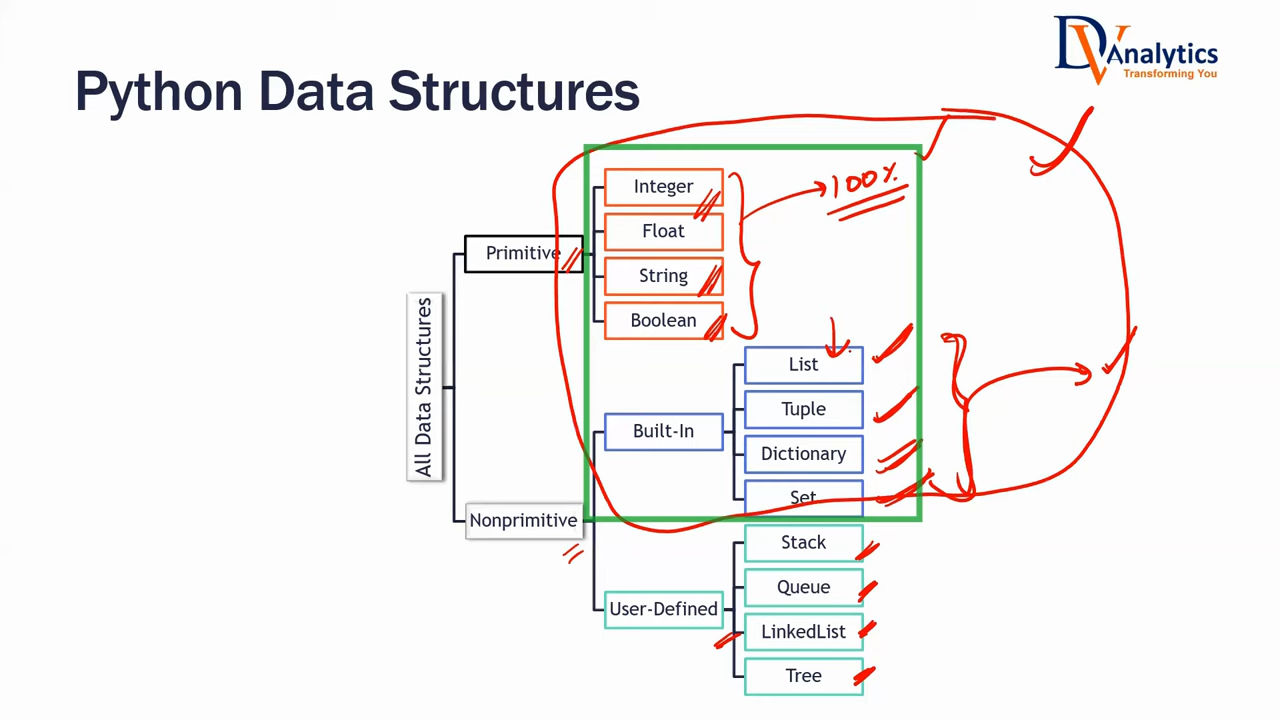 DV Analytics
Transforming You
Python Data Structures
All Data Structures
Primitive
Integer
Float
String
Boolean
100%
Nonprimitive
Built-In
List
Tuple
Dictionary
Set
User-Defined
Stack
Queue
LinkedList
Tree